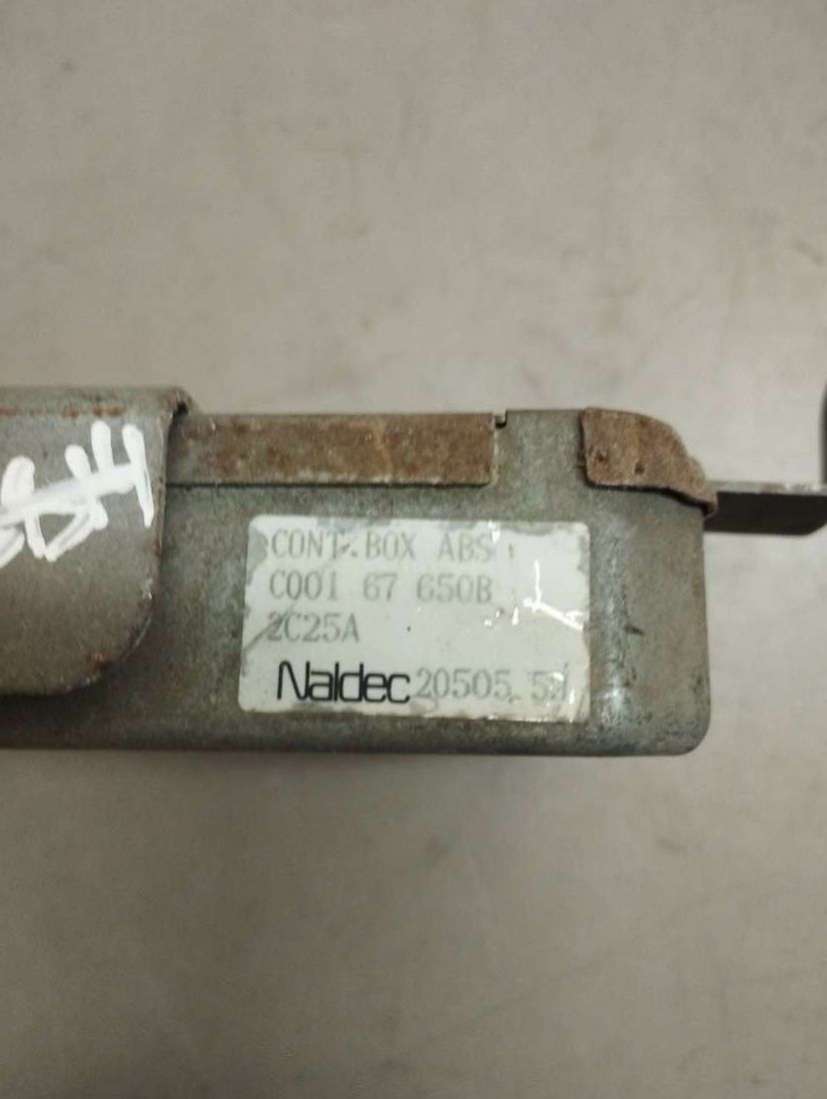 CONT. BOX ABS
C001 67 650B
2C25A
Naldec 20505